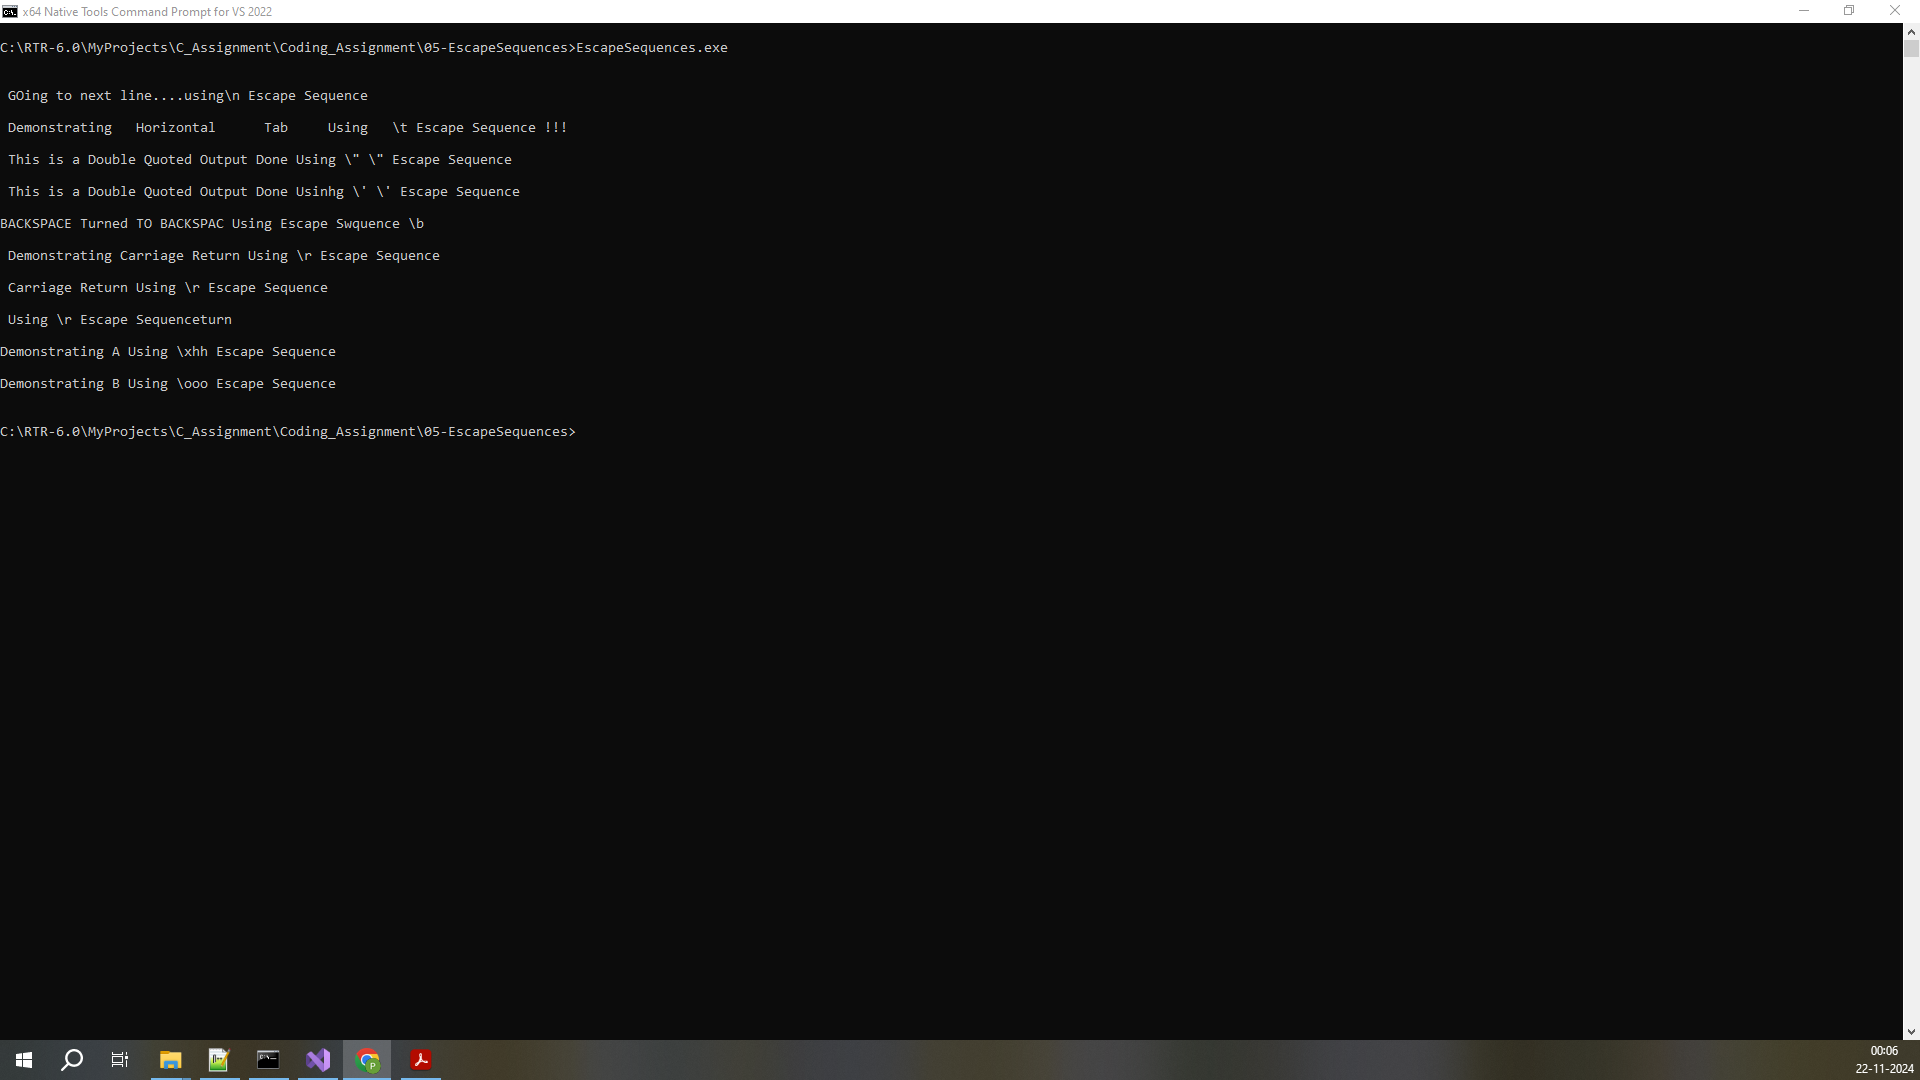 x64 Native Tools Command Prompt for VS 2022
C:\RTR-6.0\MyProjects\C_Assignment\Coding_Assignment\05-EscapeSequences>EscapeSequences.exe
GOing to next line....using\n Escape Sequence
Demonstrating   Horizontal      Tab     Using   \t Escape Sequence !!!
This is a Double Quoted Output Done Using \" \" Escape Sequence
This is a Double Quoted Output Done Usinhg \' \' Escape Sequence
BACKSPACE Turned TO BACKSPAC Using Escape Swquence \b
Demonstrating Carriage Return Using \r Escape Sequence
Carriage Return Using \r Escape Sequence
Using \r Escape Sequenceturn
Demonstrating A Using \xhh Escape Sequence
Demonstrating B Using \ooo Escape Sequence
C:\RTR-6.0\MyProjects\C_Assignment\Coding_Assignment\05-EscapeSequences>
00:06
22-11-2024